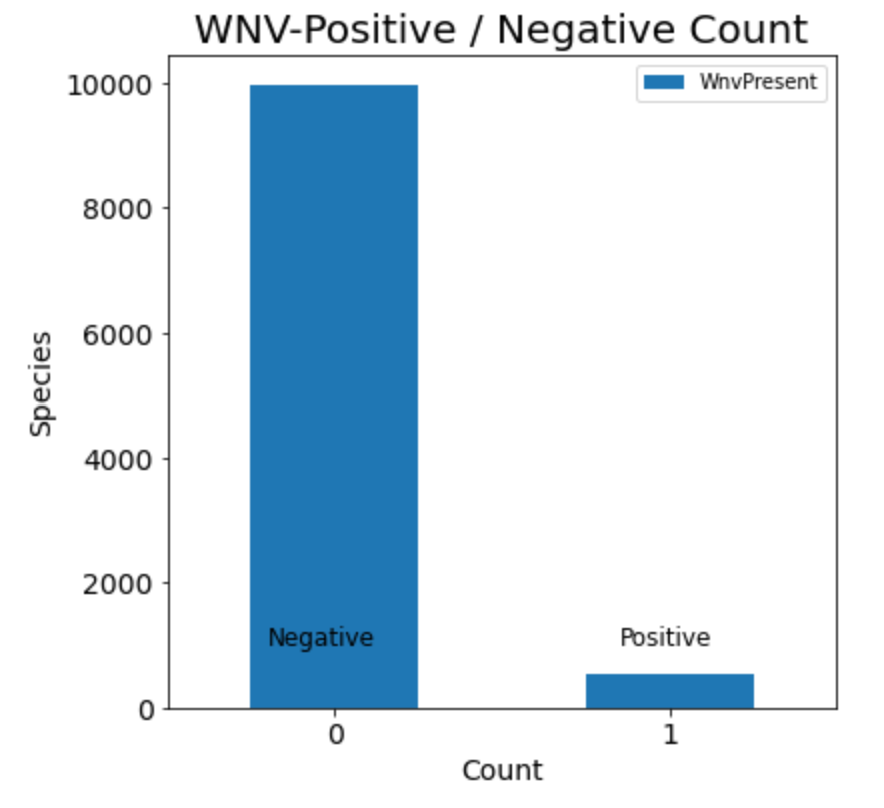 WNV-Positive / Negative Count
10000
WnvPresent
8000
6000
Species
4000
2000
Negative
Positive
0
0
1
Count